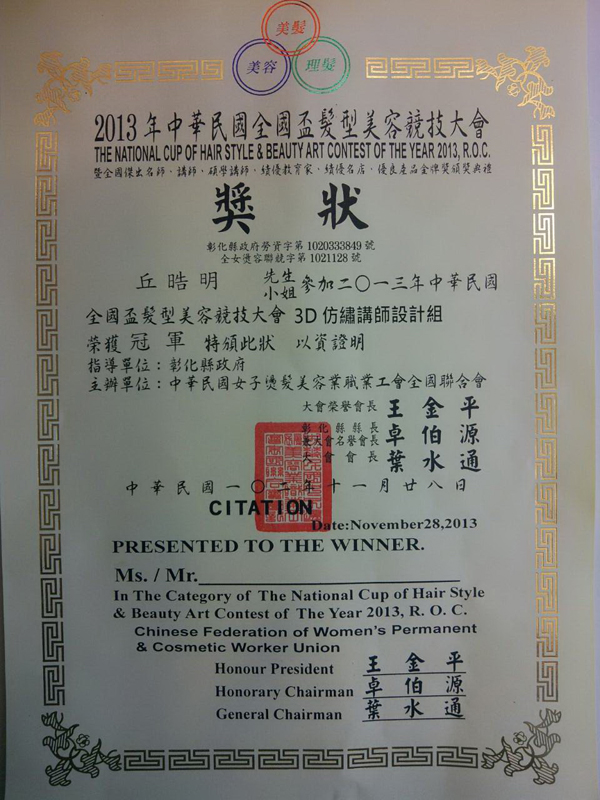 美髮
美容
理髮
2013年中華民國全國盃髮型美容競技大會
THE NATIONAL CUP OF HAIR STYLE & BEAUTY ART CONTEST OF THE YEAR 2013, R.O.C.
暨全國傑出名師、講師、碩學講師、績優教育家、績優名店、優良產品金牌獎頒獎典禮
獎狀
彰化縣政府勞資字第1020333849號
全女燙容聯競字第1021128號
丘皓明 先生 小姐 參加二〇一三年中華民國
全國盃髮型美容競技大會 3D仿繡講師設計組
榮獲 冠軍 特頒此狀 以資證明
指導單位：彰化縣政府
主辦單位：中華民國女子燙髮美容業職業工會全國聯合會
大會榮譽會長 王金平
彰化縣縣長
兼大會名譽會長 卓伯源
大會會長 葉水通
中華民國一〇二年十一月廿八日
CITATION
Date:November28,2013
PRESENTED TO THE WINNER.
Ms. / Mr.
In The Category of The National Cup of Hair Style
& Beauty Art Contest of The Year 2013, R. O. C.
Chinese Federation of Women's Permanent
& Cosmetic Worker Union
Honour President 王金平
Honorary Chairman 卓伯源
General Chairman 葉水通